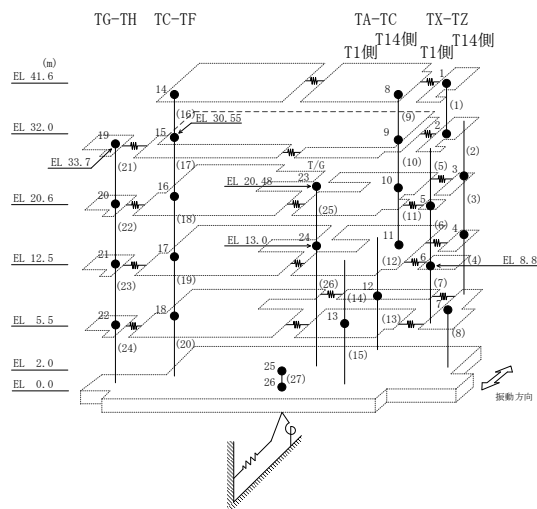 TG-TH TC-TF TA-TC TX-TZ
T1側 T14側 T1側 T14側
(m)
EL 41.6
14 8 1
(16) (9) (1)
EL 32.0
EL 30.55
19 15 9 2
EL 33.7
(21) (17) (10) (2)
T/G
EL 20.6
EL 20.48
20 16 23 10 (5) 3
(22) (18) (25) (11) 5 (3)
EL 12.5
EL 13.0
21 17 24 11 (6) 4
(23) (19) (12) 6 (4)
EL 8.8
EL 5.5
22 18 (26) (14) 12 (7)
(24) (20) 13 (13) 7 (8)
(15)
EL 2.0
25
EL 0.0
26 (27)
振動方向